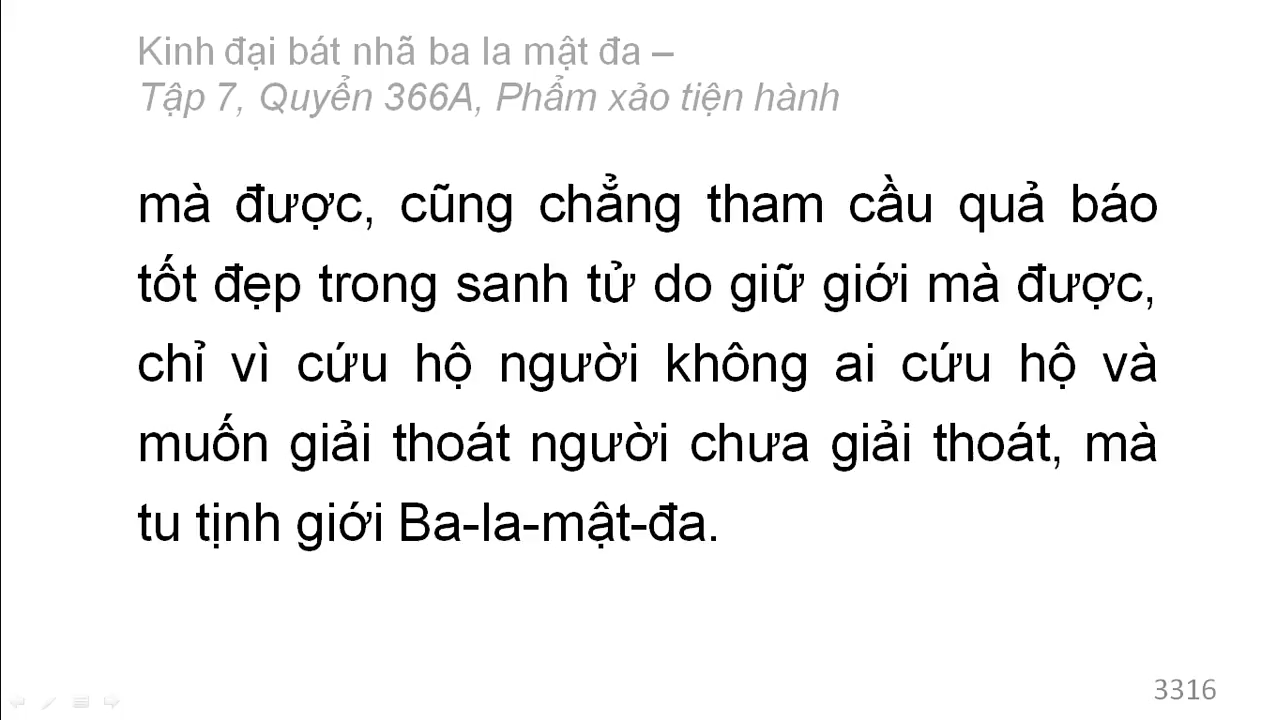 Kinh đại bát nhã ba la mật đa –
Tập 7, Quyển 366A, Phẩm xảo tiện hành
mà được, cũng chẳng tham cầu quả báo
tốt đẹp trong sanh tử do giữ giới mà được,
chỉ vì cứu hộ người không ai cứu hộ và
muốn giải thoát người chưa giải thoát, mà
tu tịnh giới Ba-la-mật-đa.
3316